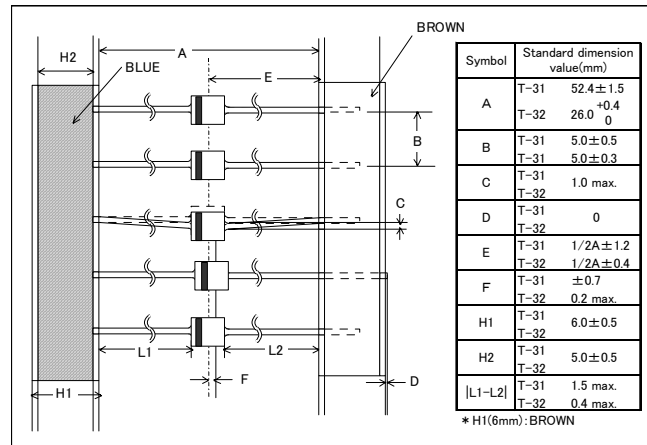 H2
A
BROWN
BLUE
E
B
C
L1
L2
F
D
H1
Symbol Standard dimension
value(mm)
A T-31 52.4±1.5
T-32 26.0 +0.4
0
B T-31 5.0±0.5
T-31 5.0±0.3
C T-31 1.0 max.
T-32
D T-31 0
T-32
E T-31 1/2A±1.2
T-32 1/2A±0.4
F T-31 ±0.7
T-32 0.2 max.
H1 T-31 6.0±0.5
T-32
H2 T-31 5.0±0.5
T-32
|L1-L2| T-31 1.5 max.
T-32 0.4 max.
* H1(6mm):BROWN